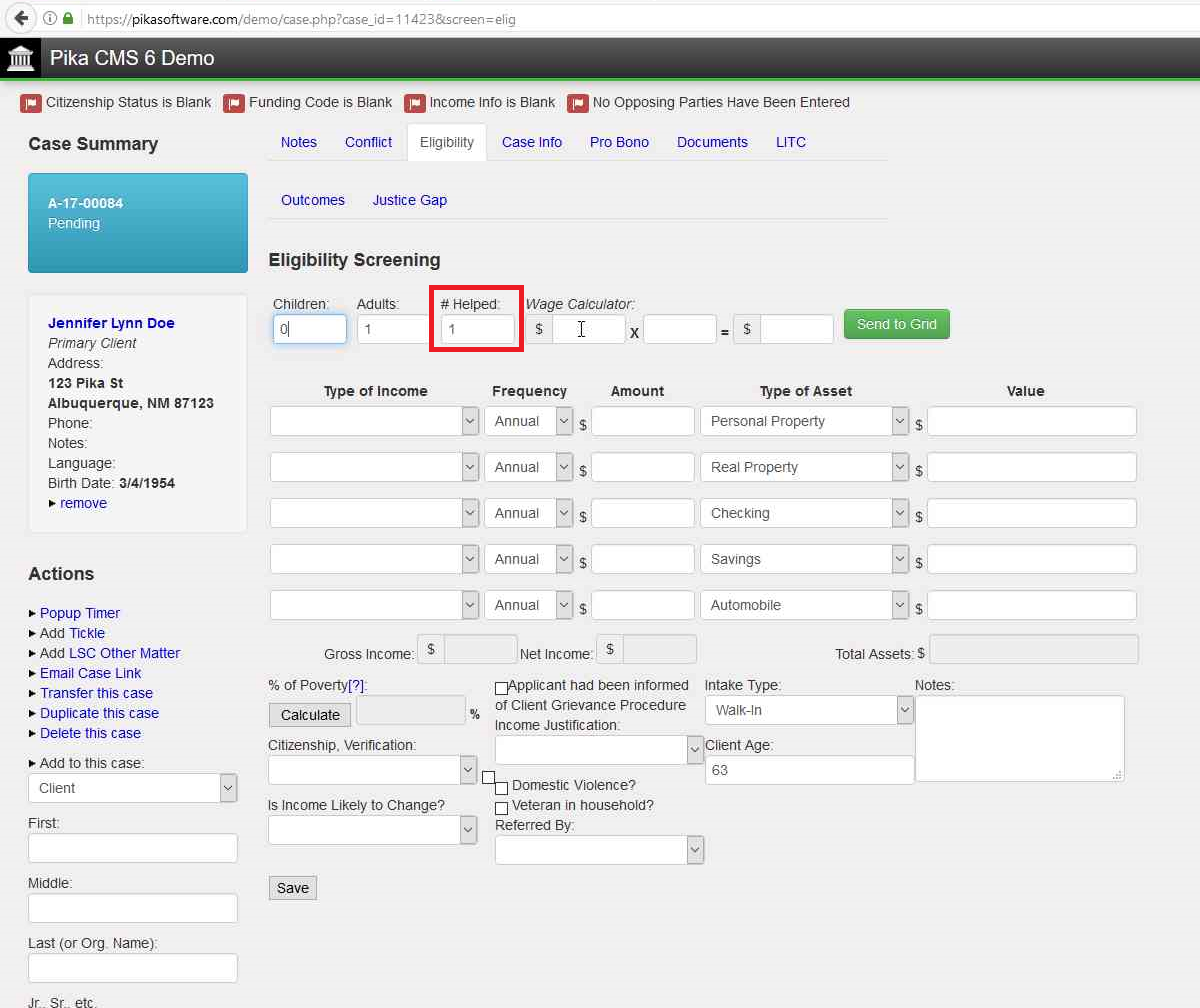 https://pikasoftware.com/demo/case.php?case_id=11423&screen=elig
Pika CMS 6 Demo
Citizenship Status is Blank Funding Code is Blank Income Info is Blank No Opposing Parties Have Been Entered
Case Summary
A-17-00084
Pending
Jennifer Lynn Doe
Primary Client
Address:
123 Pika St
Albuquerque, NM 87123
Phone:
Notes:
Language:
Birth Date: 3/4/1954
remove
Actions
Popup Timer
Add Tickle
Add LSC Other Matter
Email Case Link
Transfer this case
Duplicate this case
Delete this case
Add to this case:
Client
First:
Middle:
Last (or Org. Name):
Jr., Sr., etc.
Notes Conflict Eligibility Case Info Pro Bono Documents LITC
Outcomes Justice Gap
Eligibility Screening
Children: Adults: # Helped: Wage Calculator:
0 1 1 $ X = $ Send to Grid
Type of Income Frequency Amount Type of Asset Value
Annual $ Personal Property $
Annual $ Real Property $
Annual $ Checking $
Annual $ Savings $
Annual $ Automobile $
Gross Income: $ Net Income: $ Total Assets: $
% of Poverty[?]:
Calculate %
Citizenship, Verification:
Is Income Likely to Change?
Save
Applicant had been informed
of Client Grievance Procedure
Income Justification:
Domestic Violence?
Veteran in household?
Referred By:
Intake Type:
Walk-In
Client Age:
63
Notes: